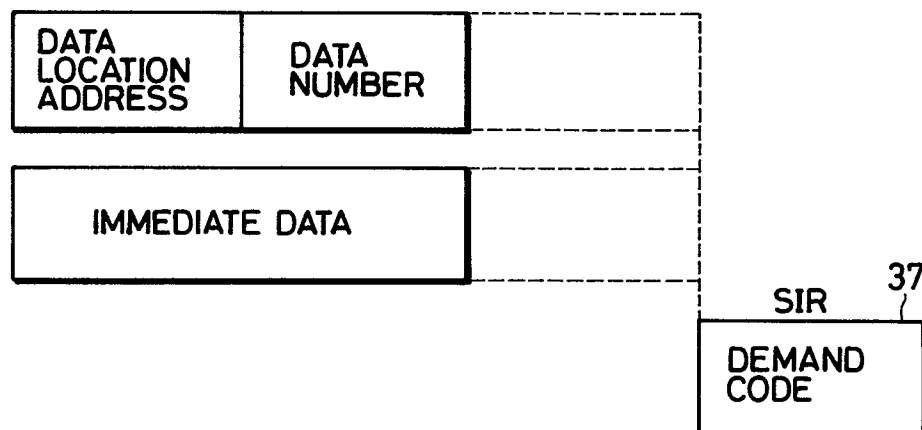 DATA
LOCATION
ADDRESS
DATA
NUMBER
IMMEDIATE DATA
SIR
37
DEMAND
CODE